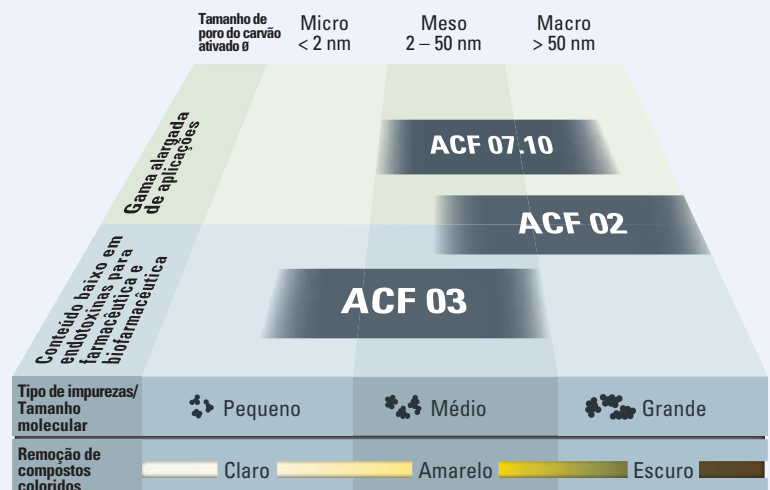 Tamanho de
poro do carvão
ativado ø
Micro
< 2 nm
Meso
2 – 50 nm
Macro
> 50 nm
Gama alargada
de aplicações
ACF 07.10
ACF 02
Conteúdo baixo em
endotoxinas para
farmacêutica e
biofarmacêutica
ACF 03
Tipo de impurezas/
Tamanho
molecular
Pequeno
Médio
Grande
Remoção de
compostos
coloridos
Claro
Amarelo
Escuro